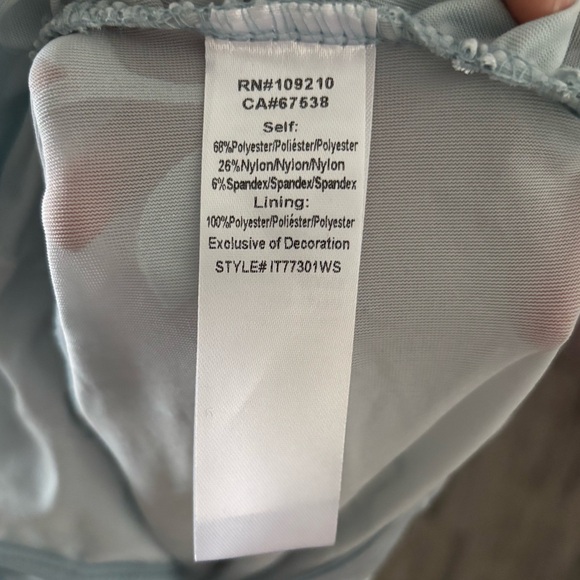 RN#109210
CA#67538
Self:
68%Polyester/Poliéster/Polyester
26%Nylon/Nylon/Nylon
6%Spandex/Spandex/Spandex
Lining:
100%Polyester/Poliéster/Polyester
Exclusive of Decoration
STYLE# IT77301WS